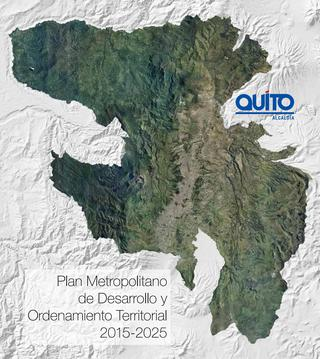 QUITO
ALCALDÍA
Plan Metropolitano
de Desarrollo y
Ordenamiento Territorial
2015-2025